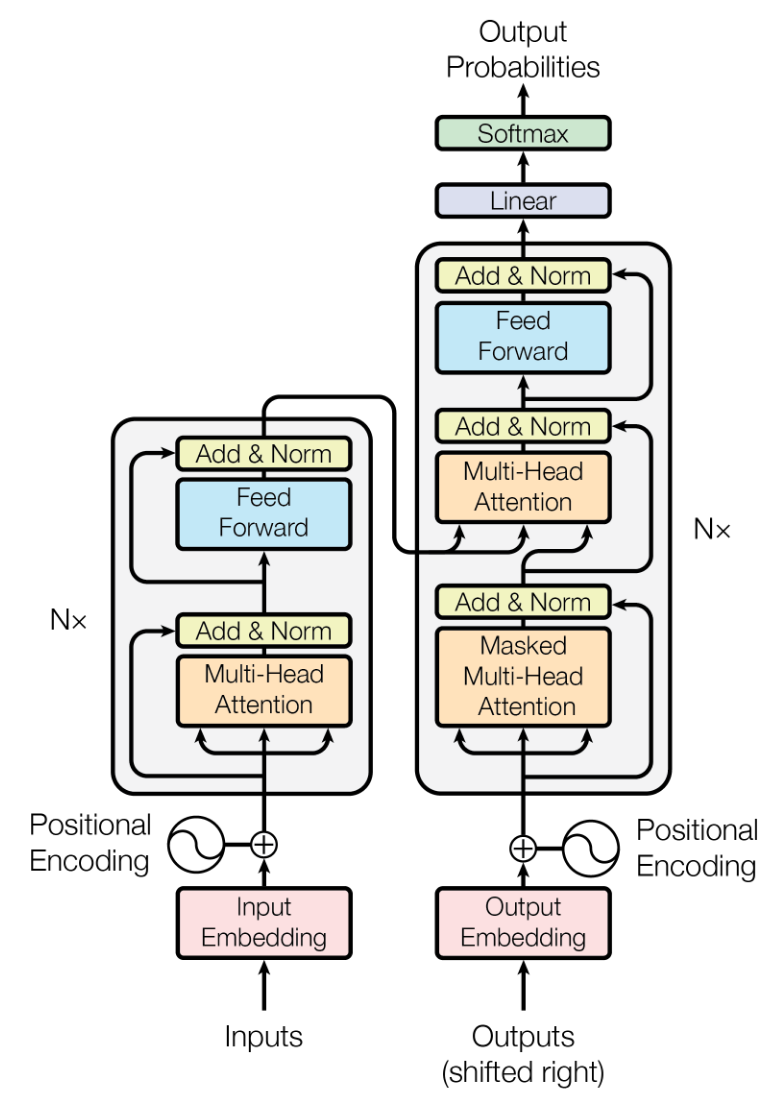 Output
Probabilities
Softmax
Linear
Add & Norm
Feed
Forward
Add & Norm
Multi-Head
Attention
Nx
Add & Norm
Masked
Multi-Head
Attention
Positional
Encoding
Output
Embedding
Outputs
(shifted right)
Add & Norm
Feed
Forward
Nx
Add & Norm
Multi-Head
Attention
Positional
Encoding
Input
Embedding
Inputs